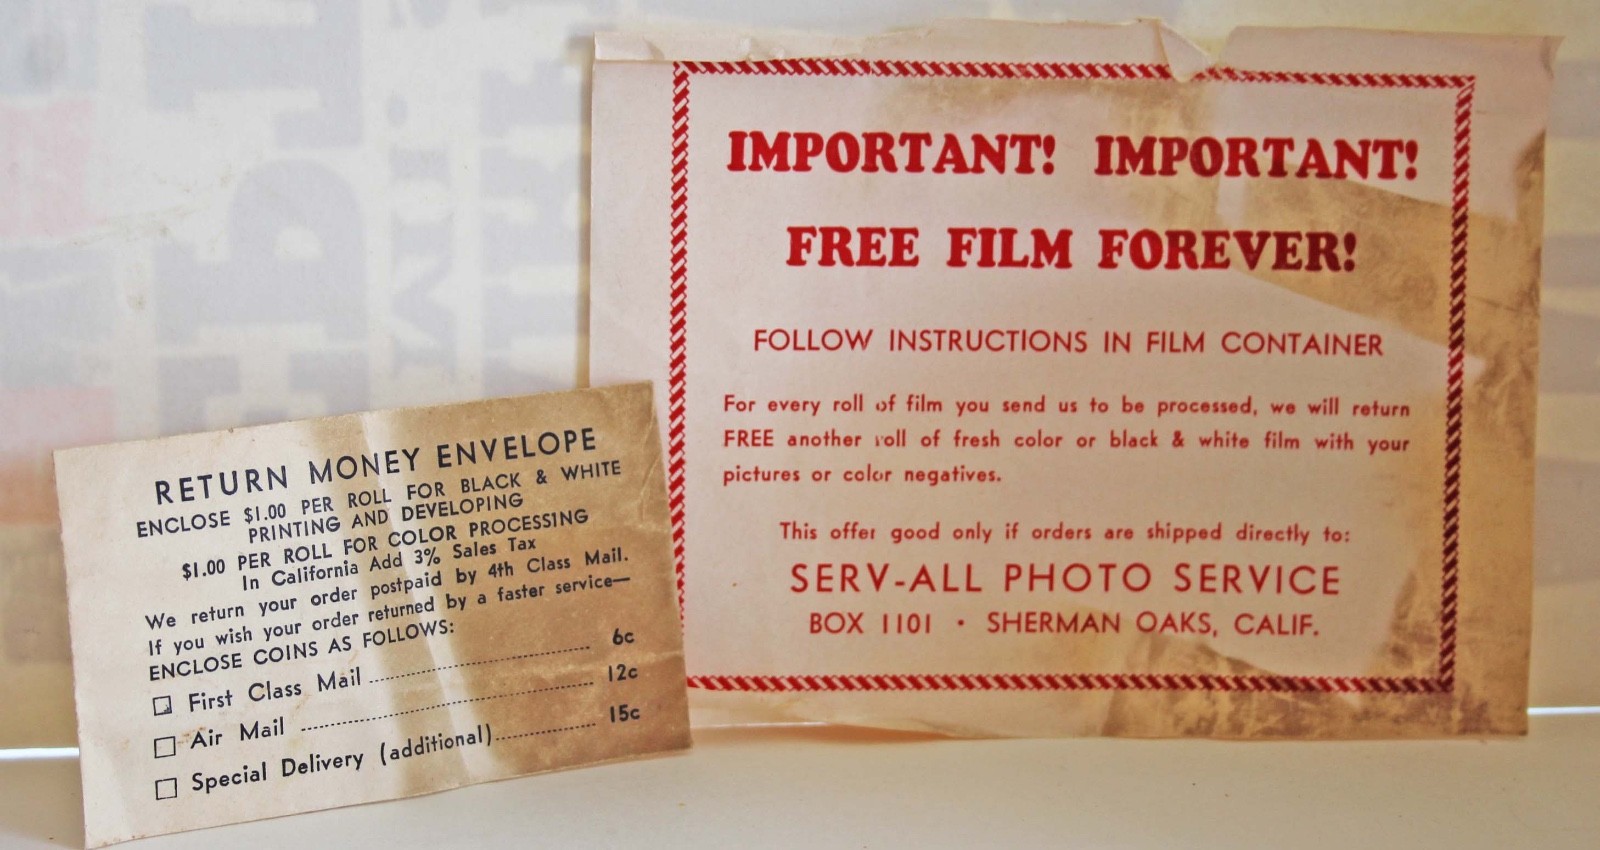 RETURN MONEY ENVELOPE
ENCLOSE $1.00 PER ROLL FOR BLACK & WHITE
PRINTING AND DEVELOPING
$1.00 PER ROLL FOR COLOR PROCESSING
In California Add 3% Sales Tax
We return your order postpaid by 4th Class Mail.
If you wish your order returned by a faster service—
ENCLOSE COINS AS FOLLOWS:
First Class Mail 6c
Air Mail 12c
Special Delivery (additional) 15c
IMPORTANT! IMPORTANT!
FREE FILM FOREVER!
FOLLOW INSTRUCTIONS IN FILM CONTAINER
For every roll of film you send us to be processed, we will return
FREE another roll of fresh color or black & white film with your
pictures or color negatives.
This offer good only if orders are shipped directly to:
SERV-ALL PHOTO SERVICE
BOX 1101 • SHERMAN OAKS, CALIF.